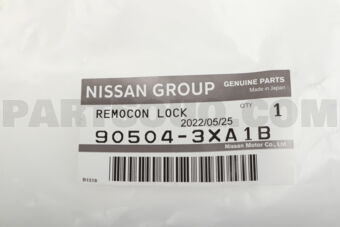 NISSAN GROUP GENUINE PARTS
Made in Japan
REMOCON LOCK QTY 1
2022/05/25
90504-3XA1B
Nissan Motor Co., Ltd.